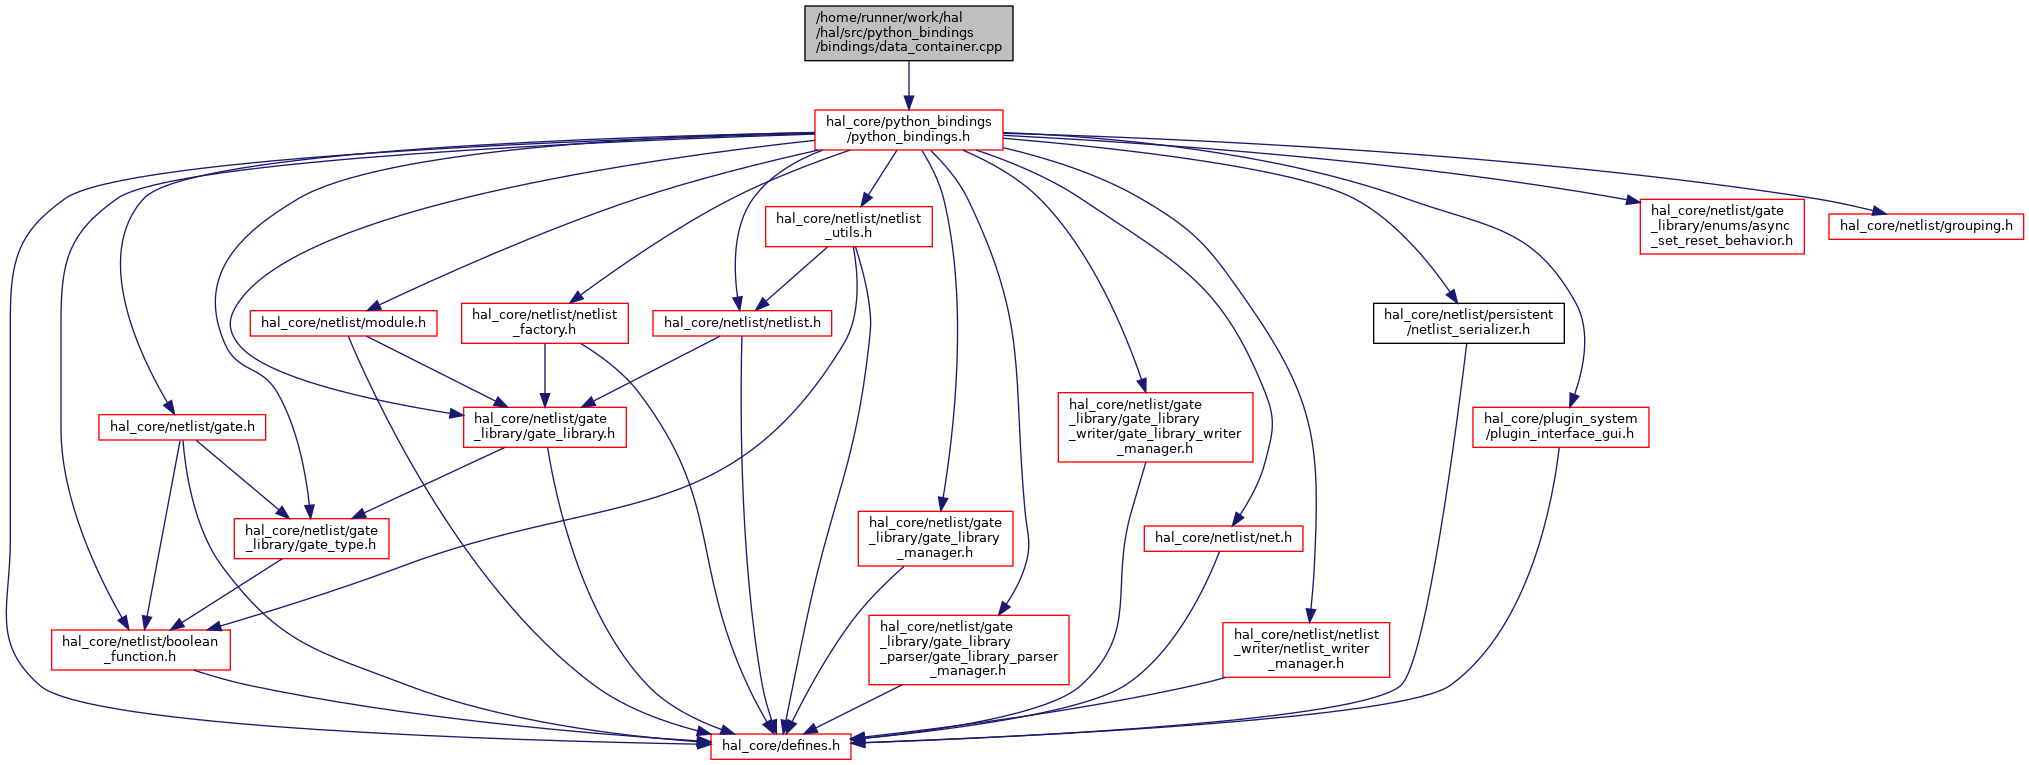 /home/runner/work/hal
/hal/src/python_bindings
/bindings/data_container.cpp
hal_core/python_bindings
/python_bindings.h
hal_core/netlist/netlist
_utils.h
hal_core/netlist/gate
_library/enums/async
_set_reset_behavior.h
hal_core/netlist/grouping.h
hal_core/netlist/module.h
hal_core/netlist/netlist
_factory.h
hal_core/netlist/netlist.h
hal_core/netlist/persistent
/netlist_serializer.h
hal_core/netlist/gate.h
hal_core/netlist/gate
_library/gate_library.h
hal_core/netlist/gate
_library/gate_library
_writer/gate_library_writer
_manager.h
hal_core/plugin_system
/plugin_interface_gui.h
hal_core/netlist/gate
_library/gate_type.h
hal_core/netlist/gate
_library/gate_library
_manager.h
hal_core/netlist/net.h
hal_core/netlist/boolean
_function.h
hal_core/netlist/gate
_library/gate_library
_parser/gate_library_parser
_manager.h
hal_core/netlist/netlist
_writer/netlist_writer
_manager.h
hal_core/defines.h